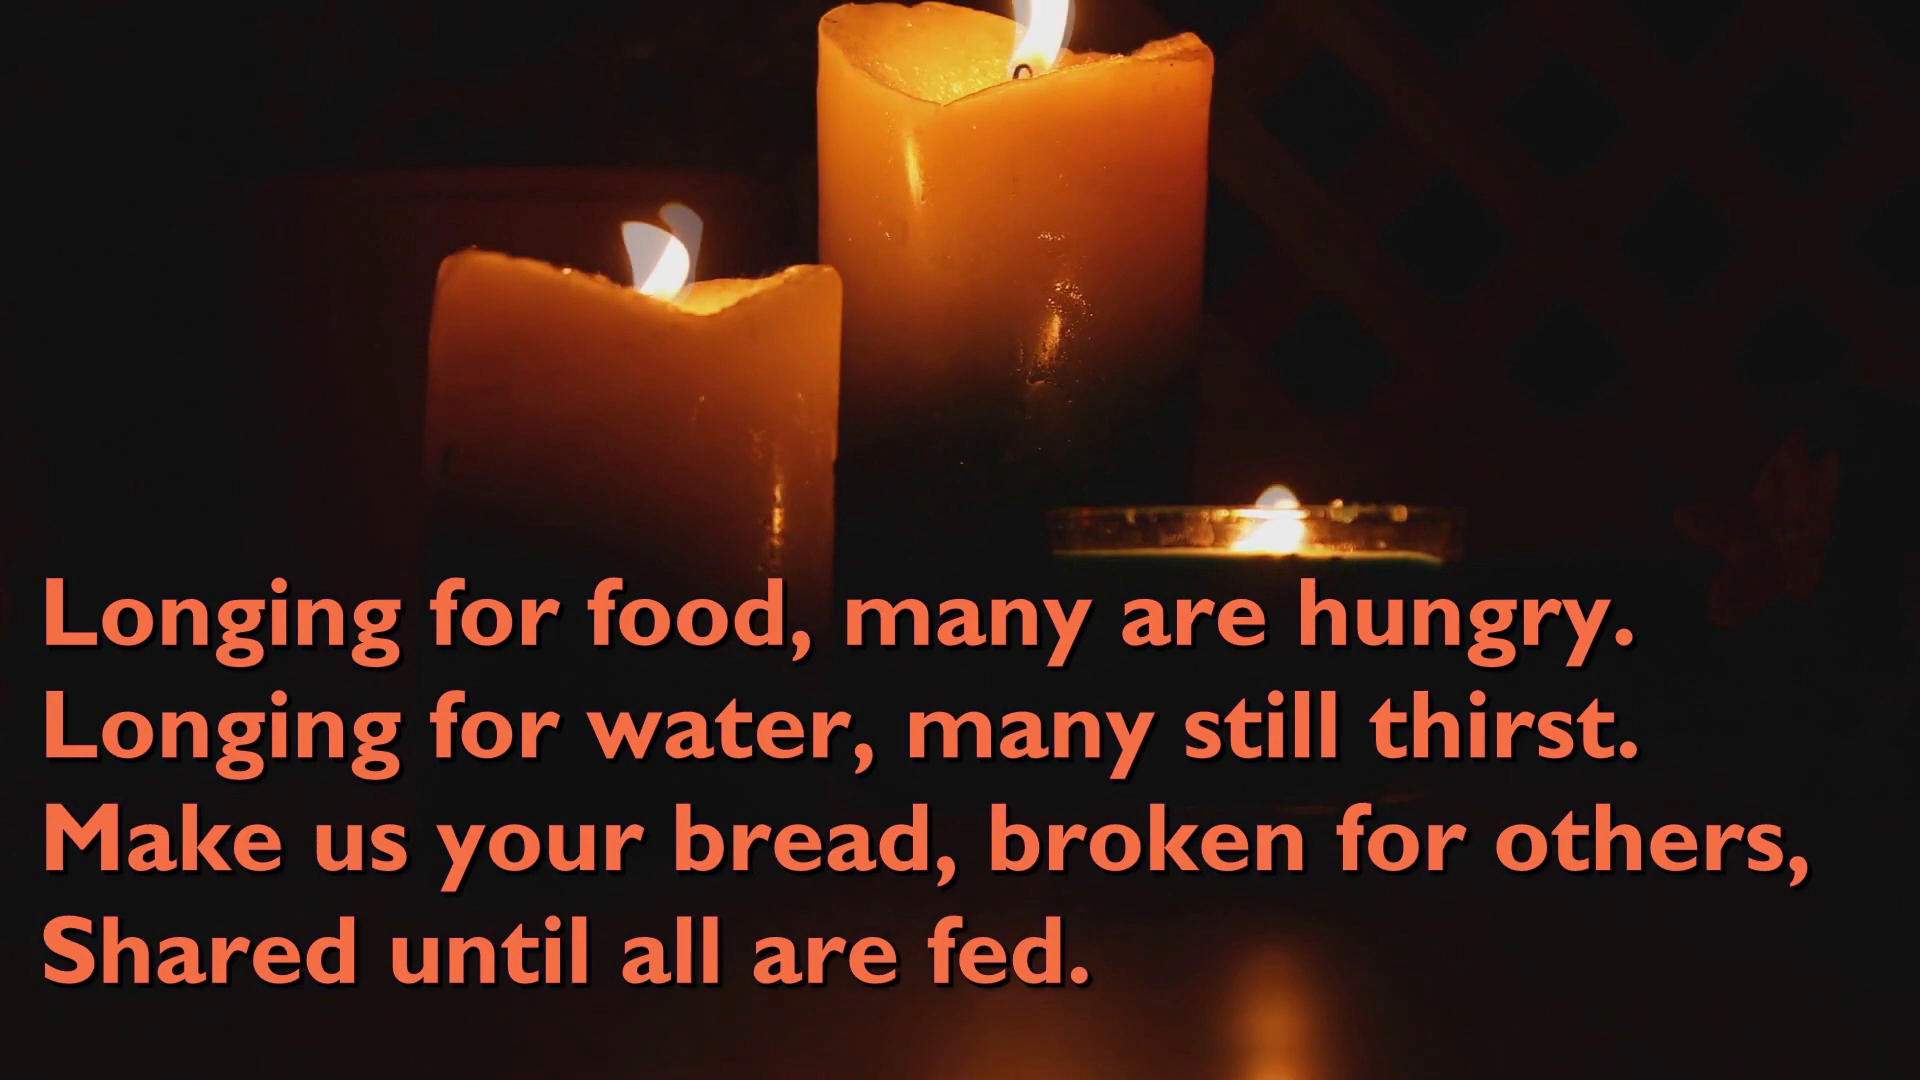 Longing for food, many are hungry.
Longing for water, many still thirst.
Make us your bread, broken for others,
Shared until all are fed.